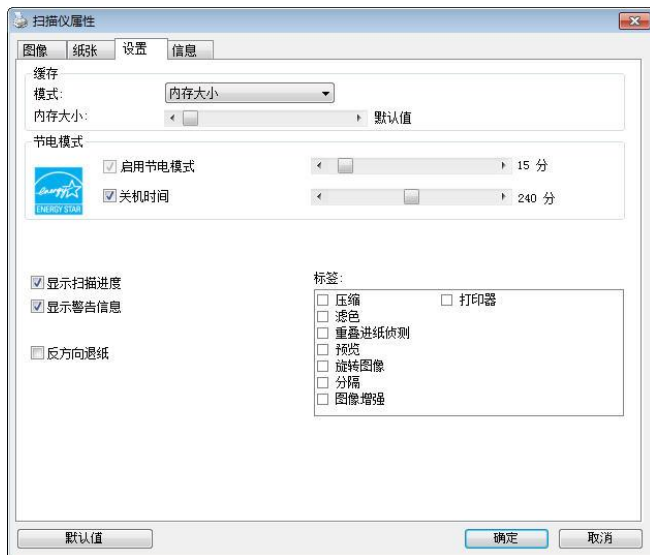 扫描仪属性
图像 纸张 设置 信息
缓存
模式: 内存大小
内存大小: 默认值
节电模式
启用节电模式 15 分
关机时间 240 分
energy
ENERGY STAR
显示扫描进度
显示警告信息
反方向退纸
标签:
压缩 打印器
滤色
重叠进纸侦测
预览
旋转图像
分隔
图像增强
默认值 确定 取消